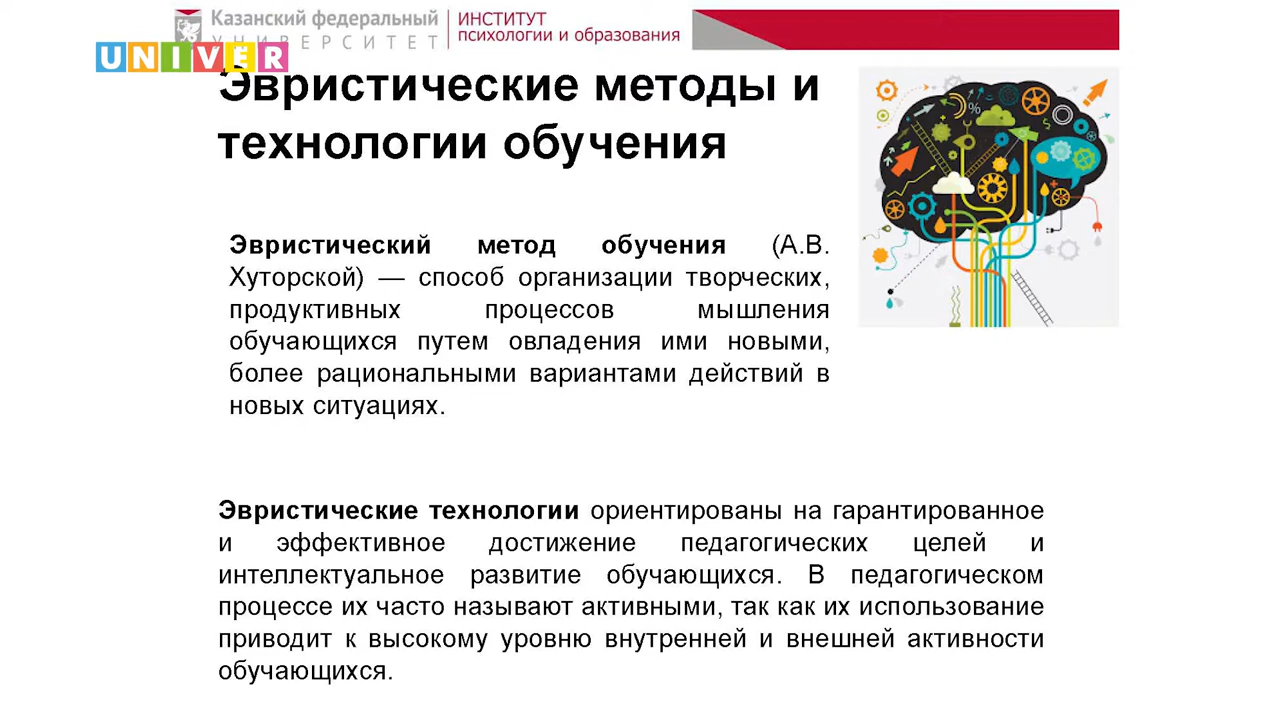 Казанский федеральный
УНИВЕРСИТЕТ
ИНСТИТУТ
психологии и образования
UNIVER
Эвристические методы и
технологии обучения
Эвристический метод обучения (А.В.
Хуторской) — способ организации творческих,
продуктивных процессов мышления
обучающихся путем овладения ими новыми,
более рациональными вариантами действий в
новых ситуациях.
Эвристические технологии ориентированы на гарантированное
и эффективное достижение педагогических целей и
интеллектуальное развитие обучающихся. В педагогическом
процессе их часто называют активными, так как их использование
приводит к высокому уровню внутренней и внешней активности
обучающихся.